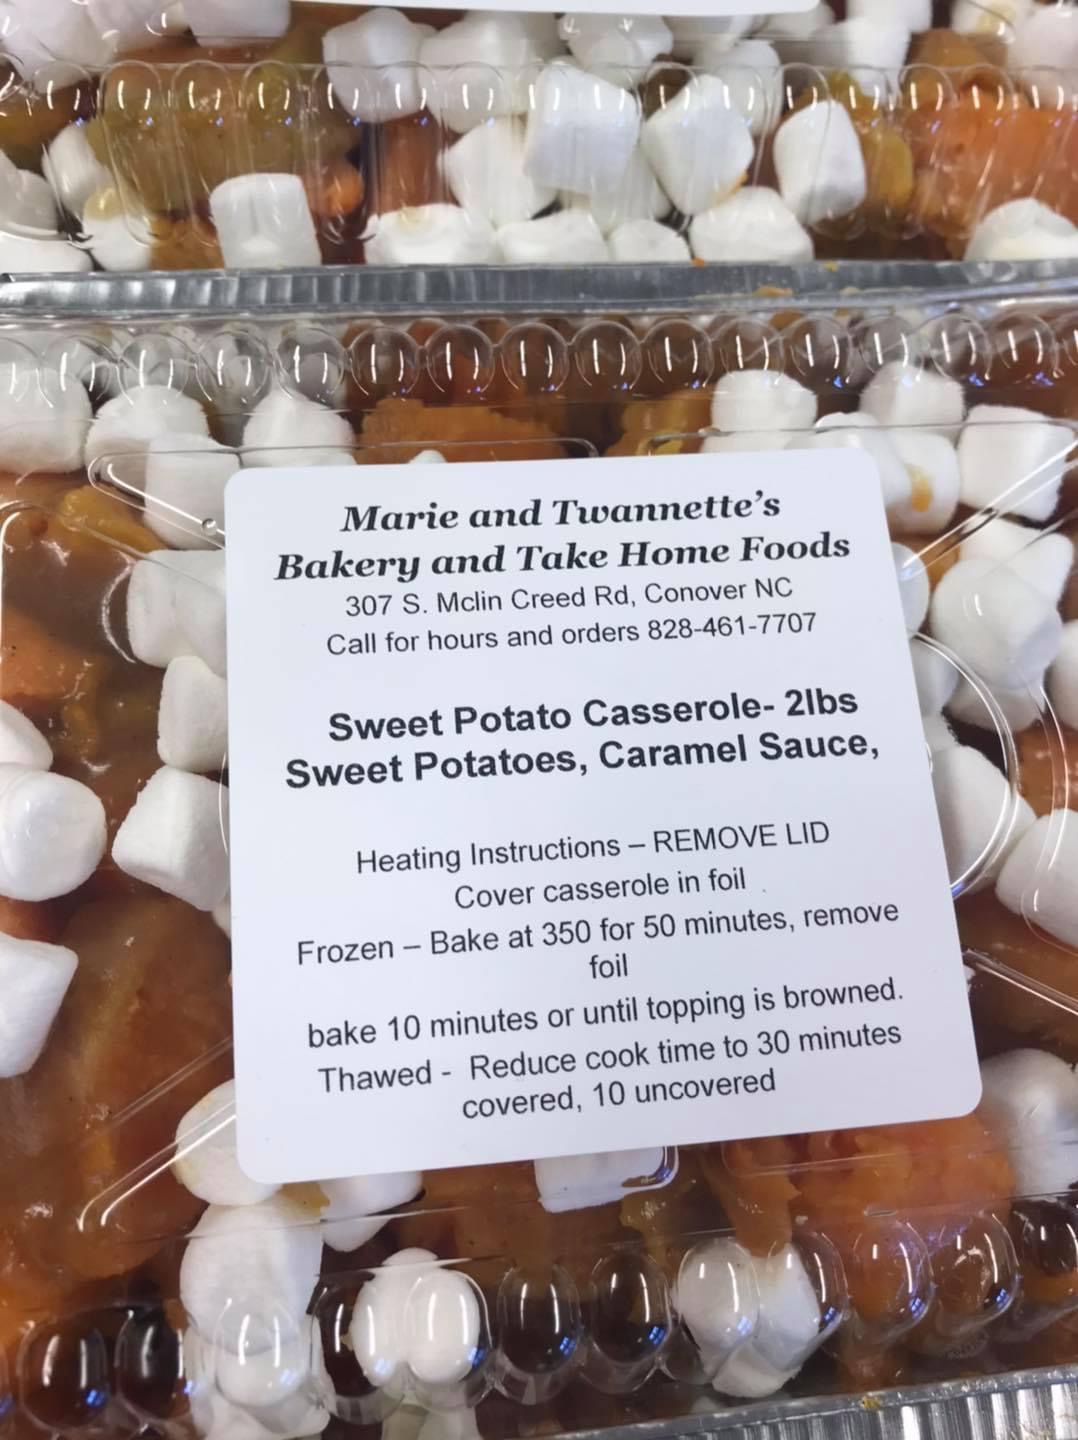 Marie and Twannette's
Bakery and Take Home Foods
307 S. Mclin Creed Rd, Conover NC
Call for hours and orders 828-461-7707
Sweet Potato Casserole- 2lbs
Sweet Potatoes, Caramel Sauce,
Heating Instructions – REMOVE LID
Cover casserole in foil
Frozen – Bake at 350 for 50 minutes, remove
foil
bake 10 minutes or until topping is browned.
Thawed - Reduce cook time to 30 minutes
covered, 10 uncovered